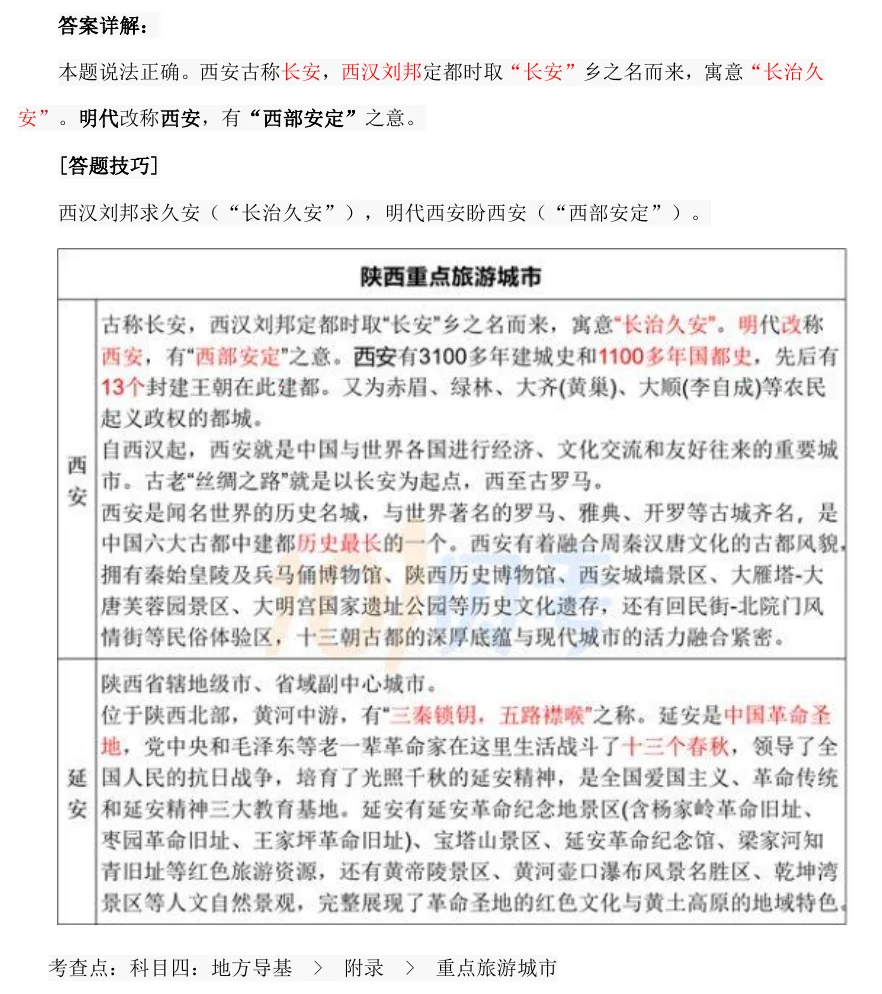 答案详解：
本题说法正确。西安古称长安，西汉刘邦定都时取“长安”乡之名而来，寓意“长治久
安”。明代改称西安，有“西部安定”之意。
[答题技巧]
西汉刘邦求久安（“长治久安”），明代西安盼西安（“西部安定”）。
陕西重点旅游城市
西安
古称长安，西汉刘邦定都时取“长安”乡之名而来，寓意“长治久安”。明代改称
西安，有“西部安定”之意。西安有3100多年建城史和1100多年国都史，先后有
13个封建王朝在此建都。又为赤眉、绿林、大齐(黄巢)、大顺(李自成)等农民
起义政权的都城。
自西汉起，西安就是中国与世界各国进行经济、文化交流和友好往来的重要城
市。古老“丝绸之路”就是以长安为起点，西至古罗马。
西安是闻名世界的历史名城，与世界著名的罗马、雅典、开罗等古城齐名，是
中国六大古都中建都历史最长的一个。西安有着融合周秦汉唐文化的古都风貌，
拥有秦始皇陵及兵马俑博物馆、陕西历史博物馆、西安城墙景区、大雁塔-大
唐芙蓉园景区、大明宫国家遗址公园等历史文化遗存，还有回民街-北院门风
情街等民俗体验区，十三朝古都的深厚底蕴与现代城市的活力融合紧密。
延安
陕西省辖地级市、省域副中心城市。
位于陕西北部，黄河中游，有“三秦锁钥，五路襟喉”之称。延安是中国革命圣
地，党中央和毛泽东等老一辈革命家在这里生活战斗了十三个春秋，领导了全
国人民的抗日战争，培育了光照千秋的延安精神，是全国爱国主义、革命传统
和延安精神三大教育基地。延安有延安革命纪念地景区(含杨家岭革命旧址、
枣园革命旧址、王家坪革命旧址)、宝塔山景区、延安革命纪念馆、梁家河知
青旧址等红色旅游资源，还有黄帝陵景区、黄河壶口瀑布风景名胜区、乾坤湾
景区等人文自然景观，完整展现了革命圣地的红色文化与黄土高原的地域特色。
考查点：科目四：地方导基 > 附录 > 重点旅游城市